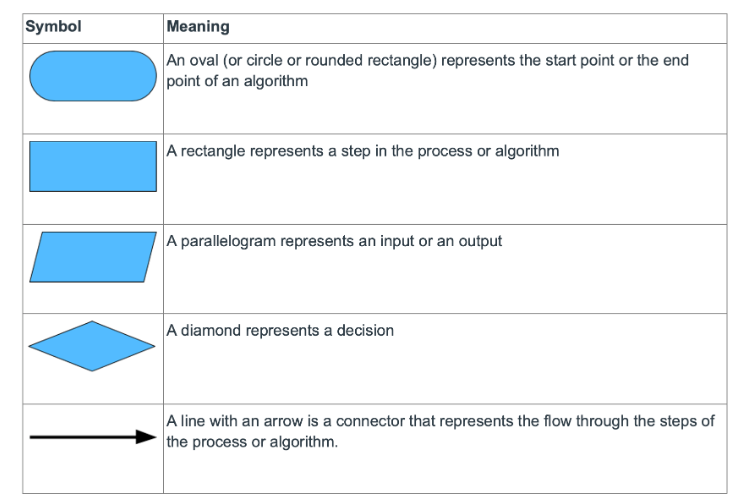 Symbol Meaning
An oval (or circle or rounded rectangle) represents the start point or the end
point of an algorithm
A rectangle represents a step in the process or algorithm
A parallelogram represents an input or an output
A diamond represents a decision
A line with an arrow is a connector that represents the flow through the steps of
the process or algorithm.